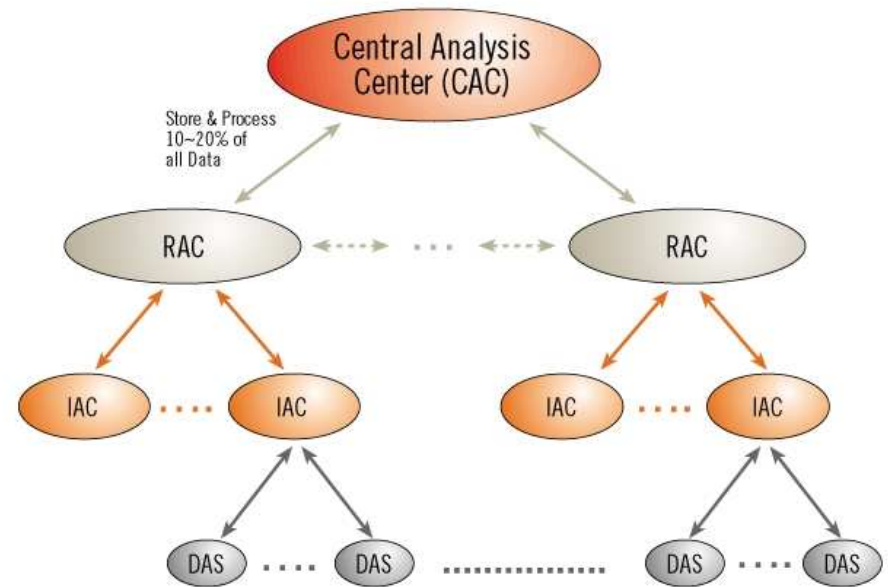 Central Analysis
Center (CAC)
Store & Process
10~20% of
all Data
RAC
RAC
IAC
IAC
IAC
IAC
DAS
DAS
DAS
DAS